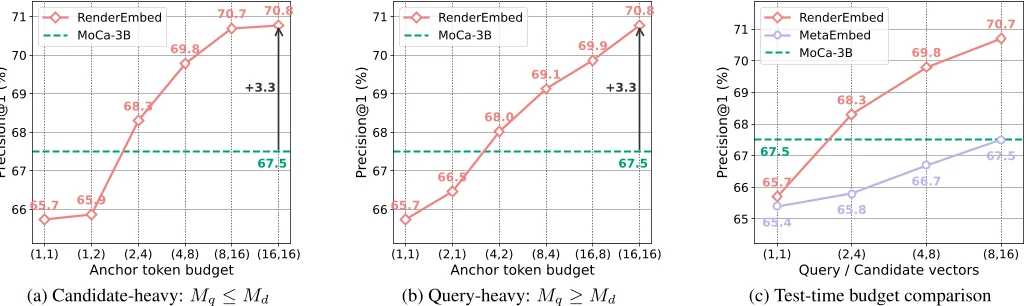 RenderEmbed
MoCa-3B
Precision@1 (%)
71
70
69
68
67
66
65.7
65.9
68.3
69.8
70.7
70.8
+3.3
67.5
(1,1) (1,2) (2,4) (4,8) (8,16) (16,16)
Anchor token budget
(a) Candidate-heavy: M_q ≤ M_d
RenderEmbed
MoCa-3B
Precision@1 (%)
71
70
69
68
67
66
65.7
66.5
68.0
69.1
69.9
70.8
+3.3
67.5
(1,1) (2,1) (4,2) (8,4) (16,8) (16,16)
Anchor token budget
(b) Query-heavy: M_q ≥ M_d
RenderEmbed
MetaEmbed
MoCa-3B
Precision@1 (%)
71
70
69
68
67
66
65
65.7
68.3
69.8
70.7
67.5
65.4
65.8
66.7
67.5
(1,1) (2,4) (4,8) (8,16)
Query / Candidate vectors
(c) Test-time budget comparison